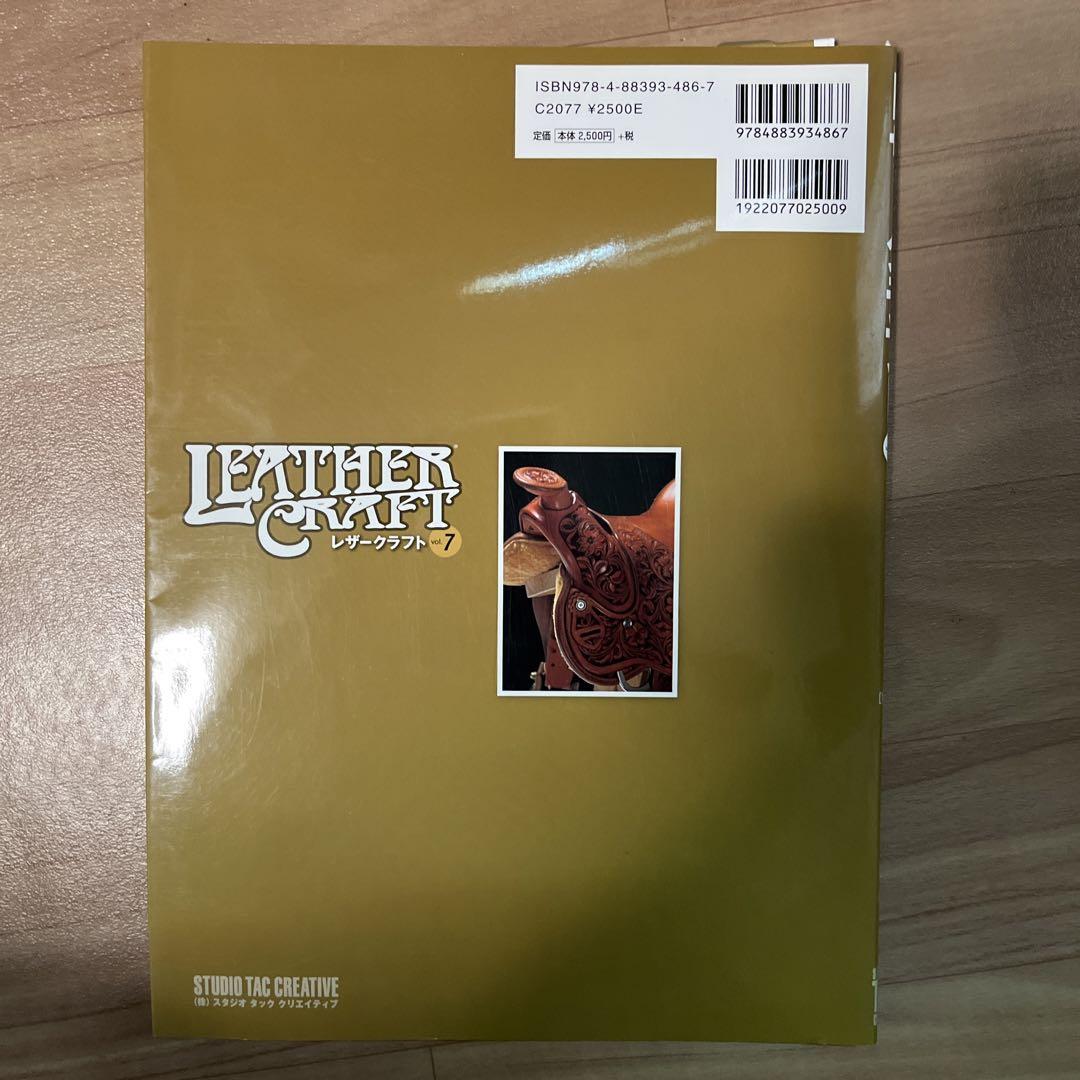 ISBN978-4-88393-486-7
C2077 ¥2500E
定価 本体 2,500円 +税
9784883934867
1922077025009
LEATHER
CRAFT
レザークラフト vol. 7
STUDIO TAC CREATIVE
(株)スタジオ タック クリエイティブ